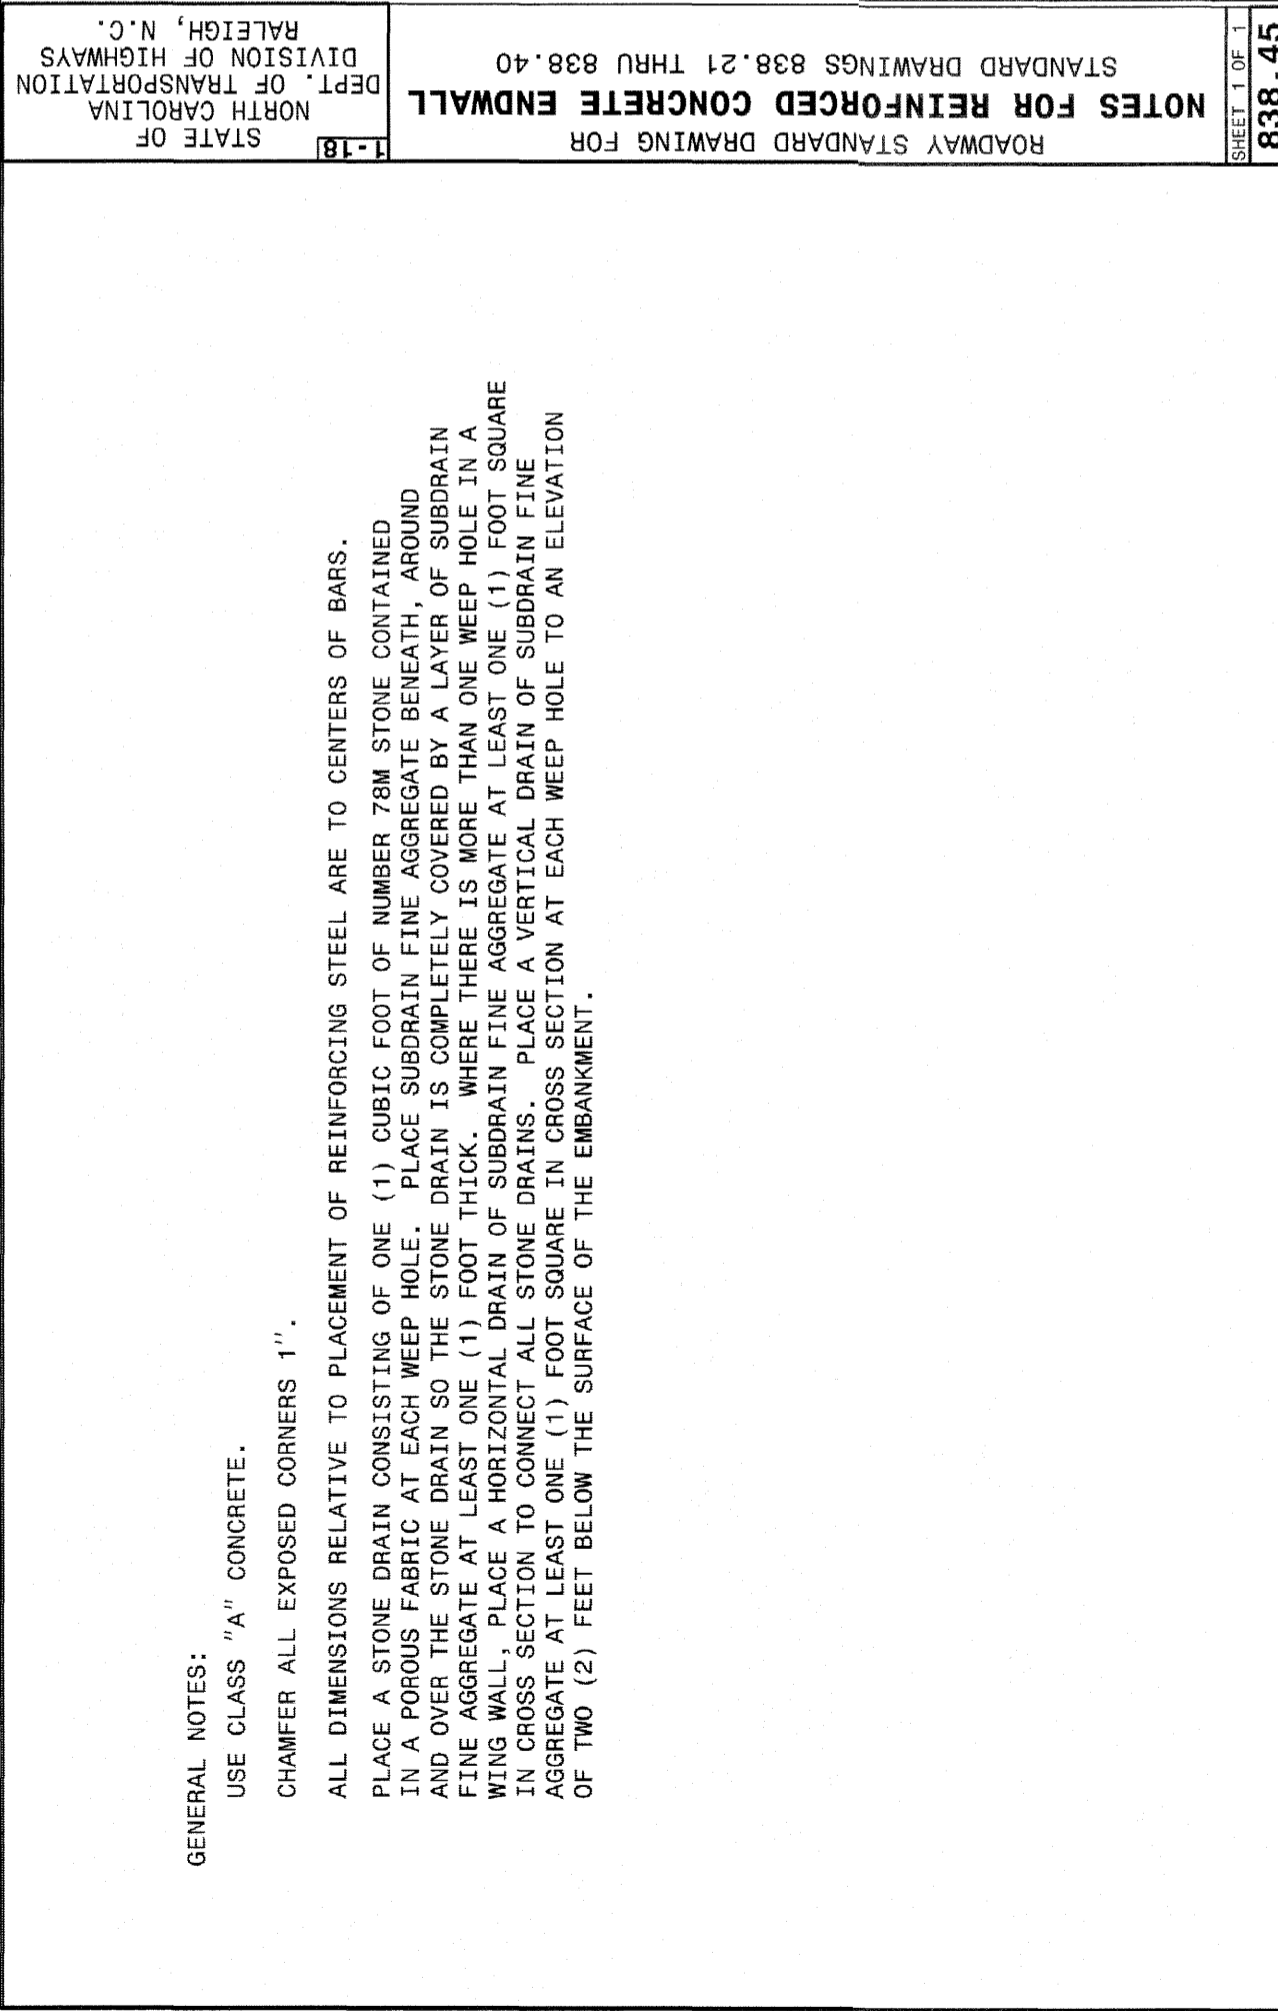 STATE OF
NORTH CAROLINA
DEPT. OF TRANSPORTATION
DIVISION OF HIGHWAYS
RALEIGH, N.C.
1-18
ROADWAY STANDARD DRAWING FOR
NOTES FOR REINFORCED CONCRETE ENDWALL
STANDARD DRAWINGS 838.21 THRU 838.40
SHEET 1 OF 1
838.45
GENERAL NOTES:
USE CLASS "A" CONCRETE.
CHAMFER ALL EXPOSED CORNERS 1".
ALL DIMENSIONS RELATIVE TO PLACEMENT OF REINFORCING STEEL ARE TO CENTERS OF BARS.
PLACE A STONE DRAIN CONSISTING OF ONE (1) CUBIC FOOT OF NUMBER 78M STONE CONTAINED
IN A POROUS FABRIC AT EACH WEEP HOLE. PLACE SUBDRAIN FINE AGGREGATE BENEATH, AROUND
AND OVER THE STONE DRAIN SO THE STONE DRAIN IS COMPLETELY COVERED BY A LAYER OF SUBDRAIN
FINE AGGREGATE AT LEAST ONE (1) FOOT THICK. WHERE THERE IS MORE THAN ONE WEEP HOLE IN A
WING WALL, PLACE A HORIZONTAL DRAIN OF SUBDRAIN FINE AGGREGATE AT LEAST ONE (1) FOOT SQUARE
IN CROSS SECTION TO CONNECT ALL STONE DRAINS. PLACE A VERTICAL DRAIN OF SUBDRAIN FINE
AGGREGATE AT LEAST ONE (1) FOOT SQUARE IN CROSS SECTION AT EACH WEEP HOLE TO AN ELEVATION
OF TWO (2) FEET BELOW THE SURFACE OF THE EMBANKMENT.